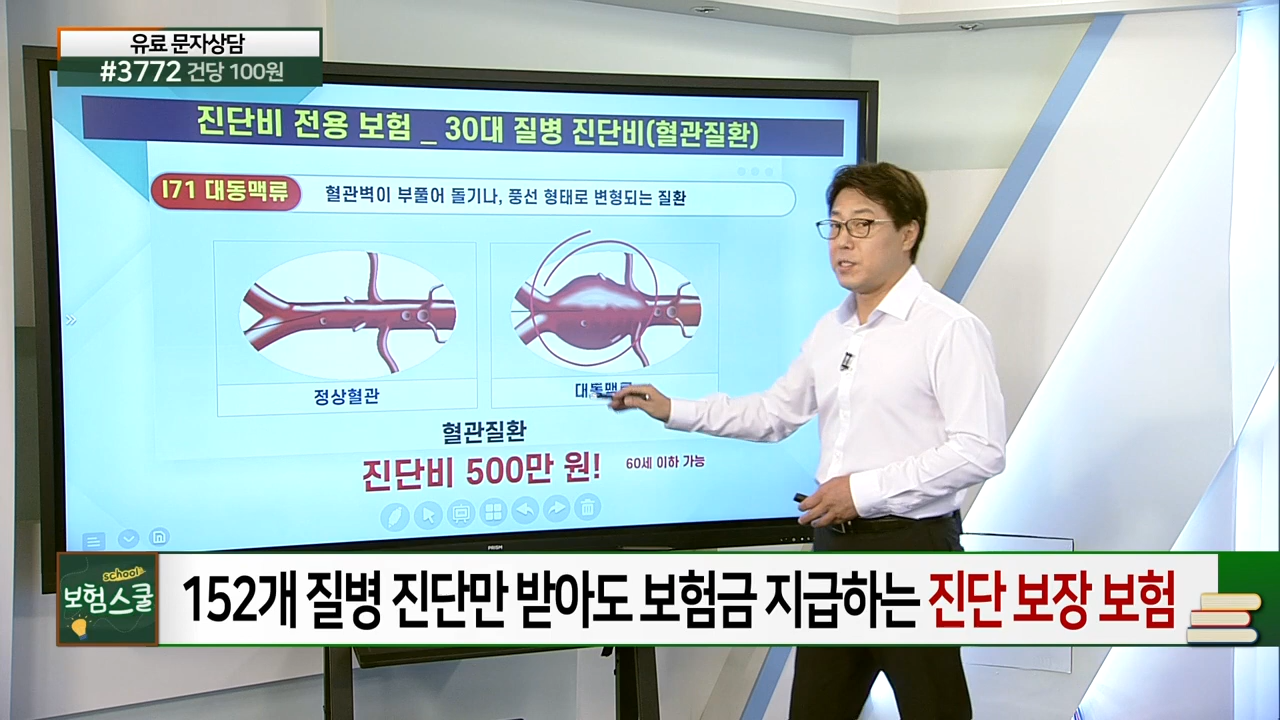 유료 문자상담
#3772 건당 100원
진단비 전용 보험 _ 30대 질병 진단비(혈관질환)
I71 대동맥류
혈관벽이 부풀어 돌기나, 풍선 형태로 변형되는 질환
정상혈관
대동맥류
혈관질환
진단비 500만 원!
60세 이하 가능
PRISM
school
보험스쿨
152개 질병 진단만 받아도 보험금 지급하는 진단 보장 보험